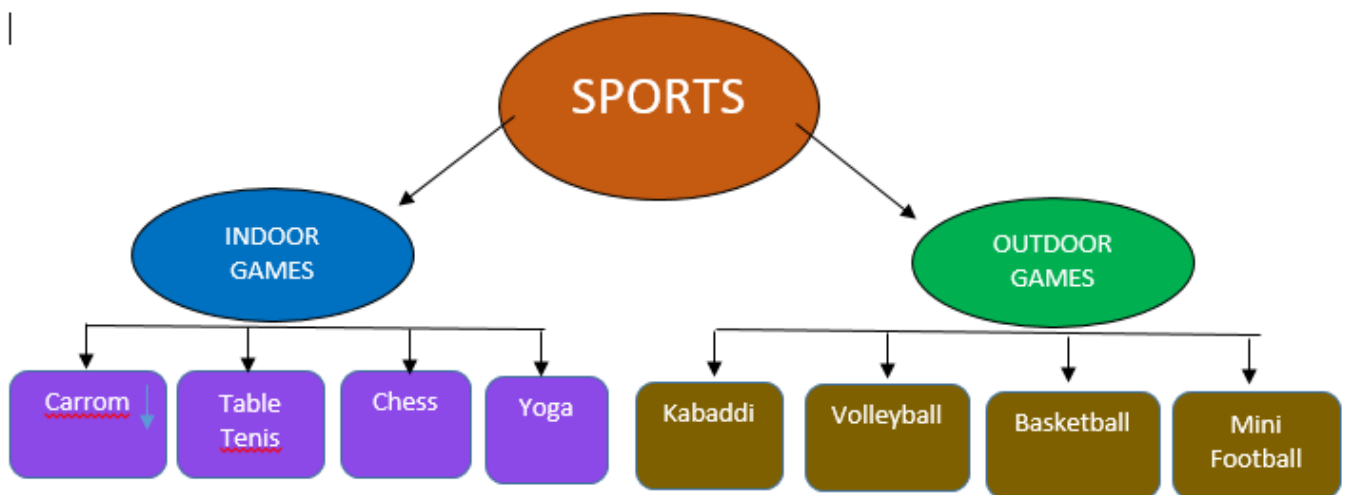 SPORTS
INDOOR
GAMES
OUTDOOR
GAMES
Carrom
Table
Tenis
Chess
Yoga
Kabaddi
Volleyball
Basketball
Mini
Football